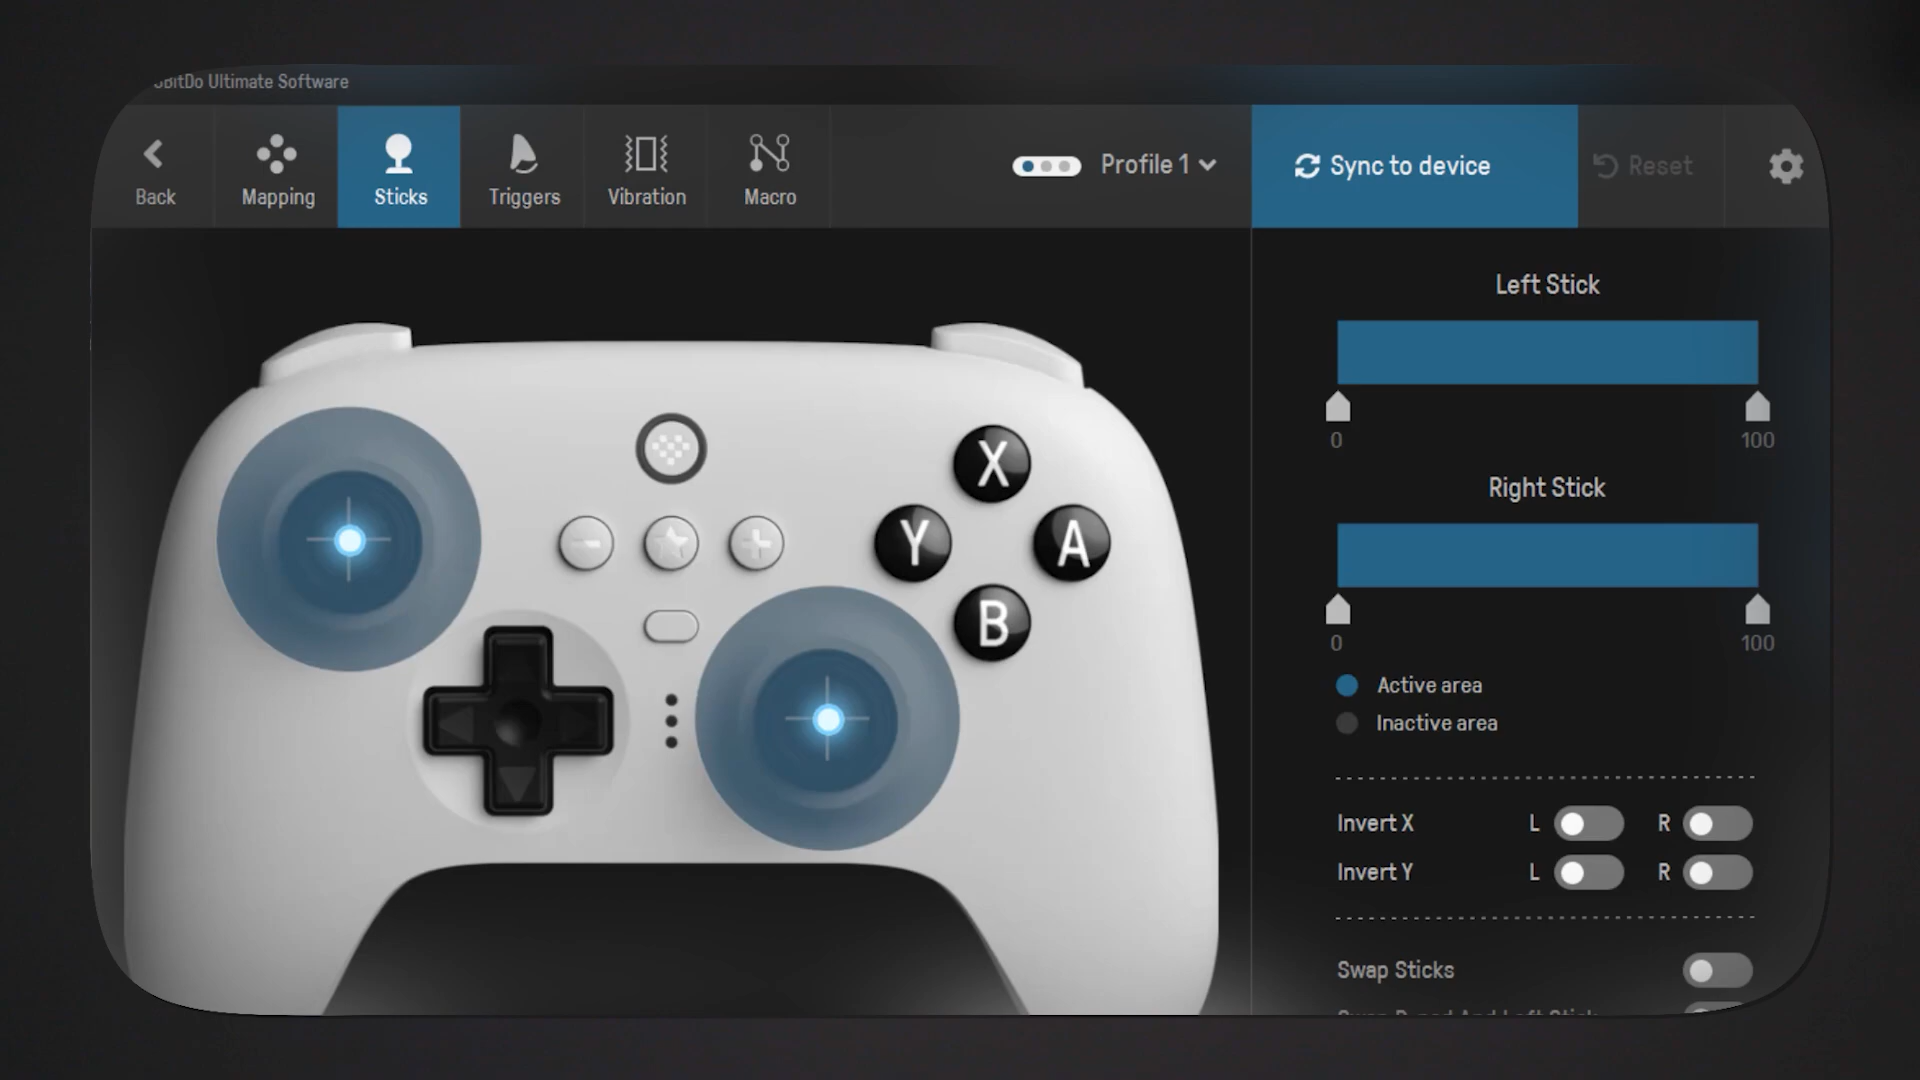 BitDo Ultimate Software
Back
Mapping
Sticks
Triggers
Vibration
Macro
Profile 1
Sync to device
Reset
Left Stick
0
100
X
Y
A
B
Right Stick
0
100
Active area
Inactive area
Invert X
L
R
Invert Y
L
R
Swap Sticks